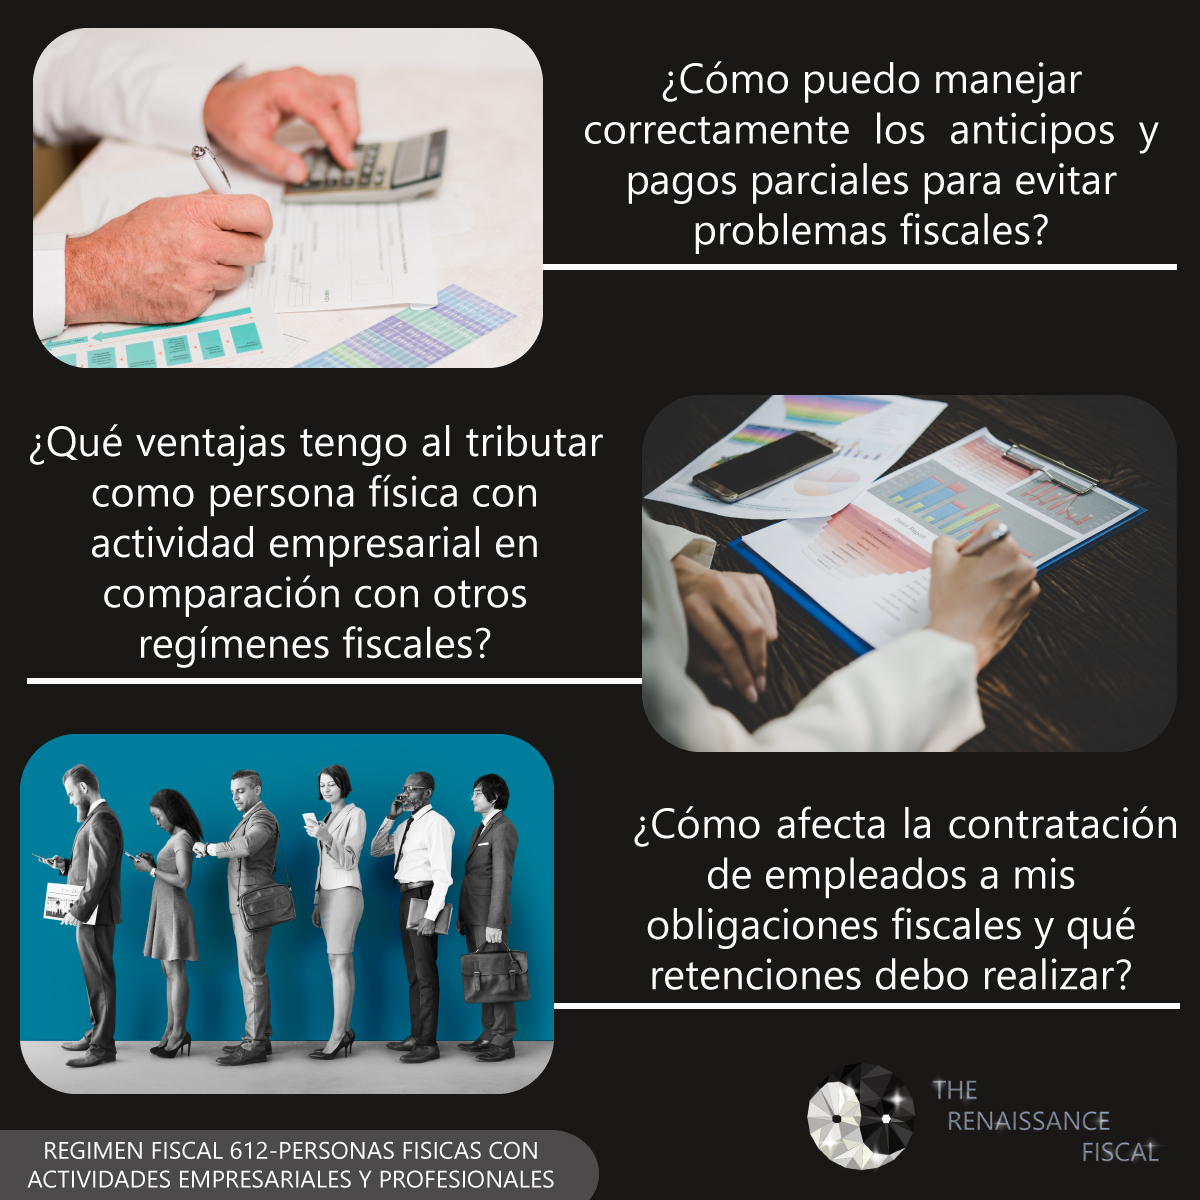 ¿Cómo puedo manejar
correctamente los anticipos y
pagos parciales para evitar
problemas fiscales?
¿Qué ventajas tengo al tributar
como persona física con
actividad empresarial en
comparación con otros
regímenes fiscales?
¿Cómo afecta la contratación
de empleados a mis
obligaciones fiscales y qué
retenciones debo realizar?
THE
RENAISSANCE
FISCAL
REGIMEN FISCAL 612-PERSONAS FISICAS CON
ACTIVIDADES EMPRESARIALES Y PROFESIONALES